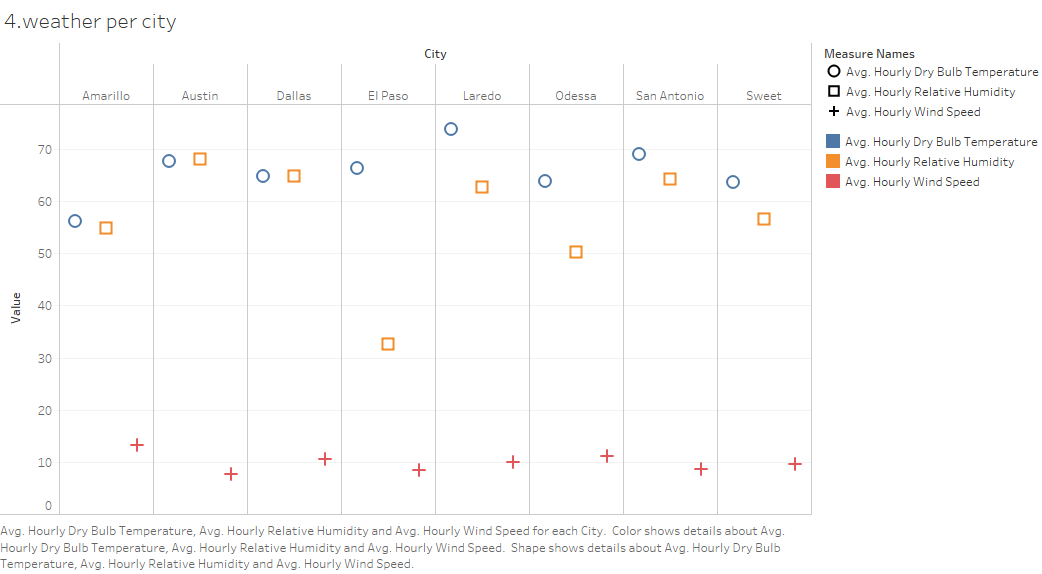 4.weather per city
City
Amarillo Austin Dallas El Paso Laredo Odessa San Antonio Sweet
Value
70
60
50
40
30
20
10
0
Measure Names
Avg. Hourly Dry Bulb Temperature
Avg. Hourly Relative Humidity
Avg. Hourly Wind Speed
Avg. Hourly Dry Bulb Temperature
Avg. Hourly Relative Humidity
Avg. Hourly Wind Speed
Avg. Hourly Dry Bulb Temperature, Avg. Hourly Relative Humidity and Avg. Hourly Wind Speed for each City. Color shows details about Avg.
Hourly Dry Bulb Temperature, Avg. Hourly Relative Humidity and Avg. Hourly Wind Speed. Shape shows details about Avg. Hourly Dry Bulb
Temperature, Avg. Hourly Relative Humidity and Avg. Hourly Wind Speed.